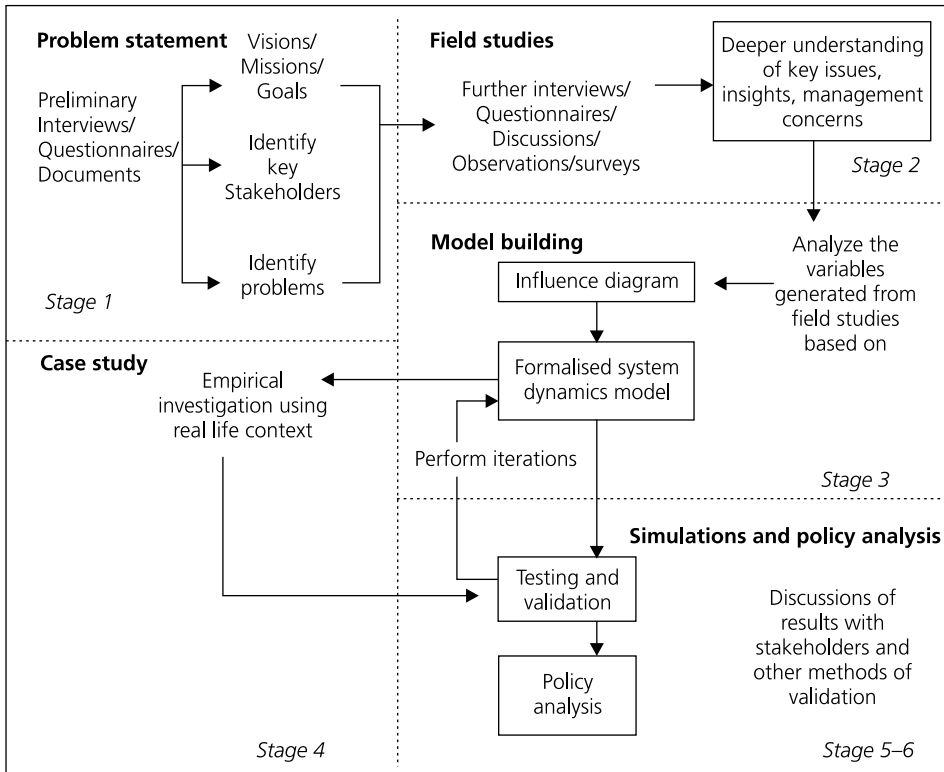 Problem statement
Preliminary
Interviews/
Questionnaires/
Documents
Visions/
Missions/
Goals
Identify
key
Stakeholders
Identify
problems
Stage 1
Field studies
Further interviews/
Questionnaires/
Discussions/
Observations/surveys
Deeper understanding
of key issues,
insights, management
concerns
Stage 2
Model building
Analyze the
variables
generated from
field studies
based on
Influence diagram
Formalised system
dynamics model
Perform iterations
Stage 3
Case study
Empirical
investigation using
real life context
Stage 4
Simulations and policy analysis
Testing and
validation
Policy
analysis
Discussions of
results with
stakeholders and
other methods of
validation
Stage 5–6